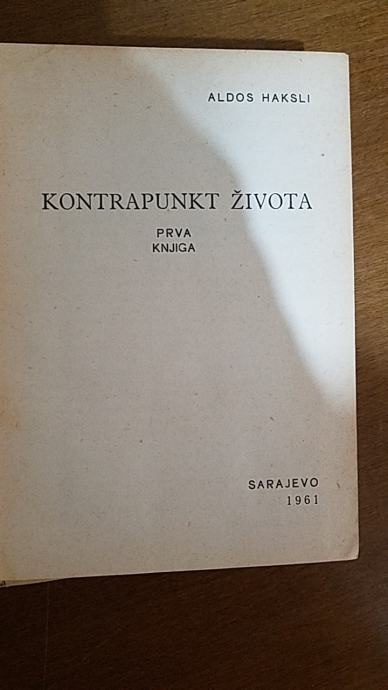 ALDOS HAKSLI
KONTRAPUNKT ŽIVOTA
PRVA
KNJIGA
SARAJEVO
1961